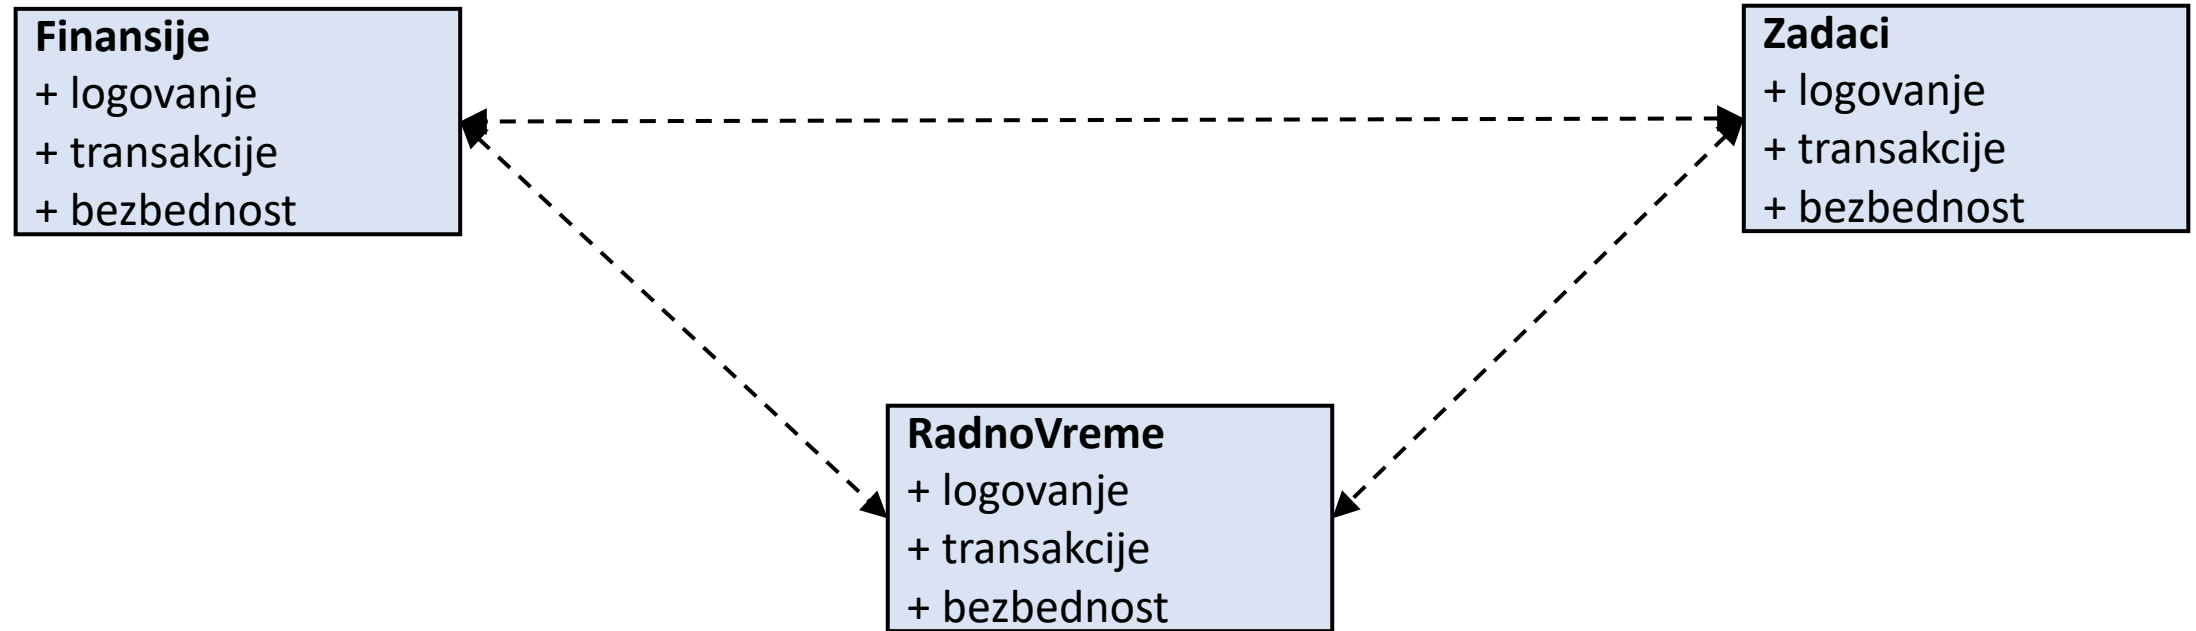 Finansije
+ logovanje
+ transakcije
+ bezbednost
Zadaci
+ logovanje
+ transakcije
+ bezbednost
RadnoVreme
+ logovanje
+ transakcije
+ bezbednost